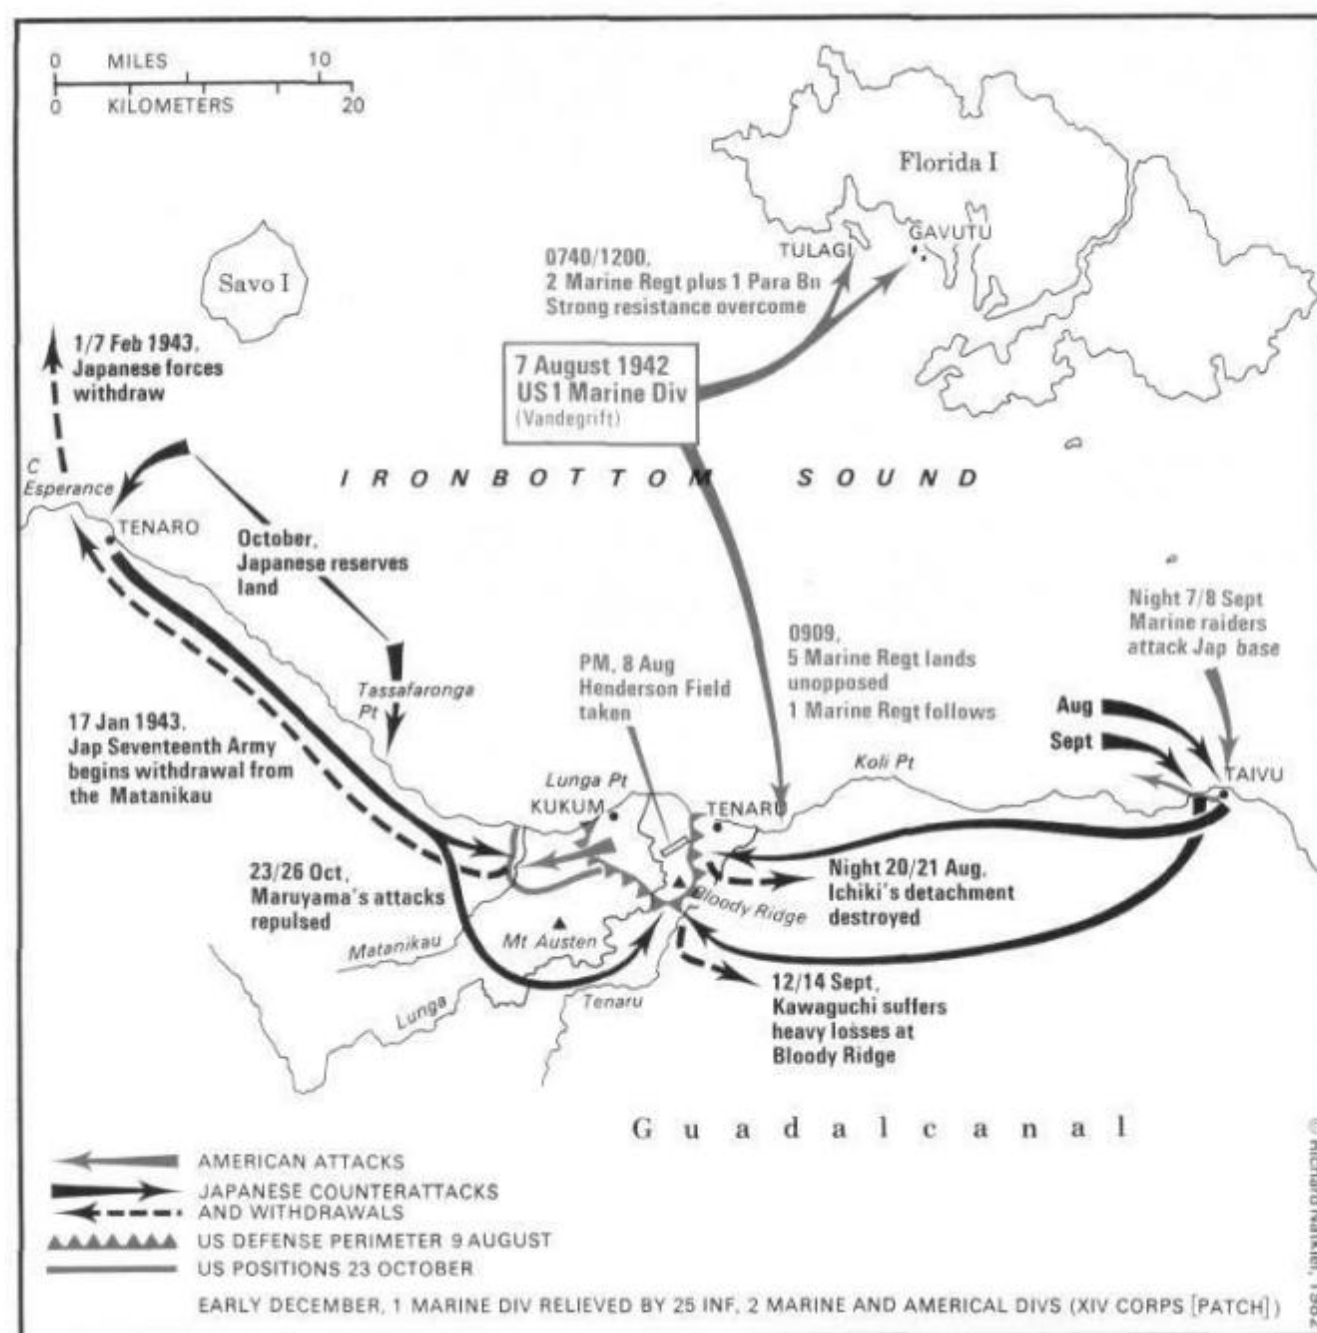 0 MILES 10
0 KILOMETERS 20
Florida I
GAVUTU
TULAGI
0740/1200,
2 Marine Regt plus 1 Para Bn
Strong resistance overcome
Savo I
1/7 Feb 1943,
Japanese forces
withdraw
7 August 1942
US 1 Marine Div
(Vandegrift)
C
Esperance
IRONBOTTOM SOUND
TENARO
October,
Japanese reserves
land
Night 7/8 Sept
Marine raiders
attack Jap base
0909,
5 Marine Regt lands
unopposed
1 Marine Regt follows
PM, 8 Aug
Henderson Field
taken
Tassafaronga
Pt
17 Jan 1943,
Jap Seventeenth Army
begins withdrawal from
the Matanikau
Aug
Sept
Koli Pt
TAIVU
Lunga Pt
KUKUM
TENARU
23/26 Oct,
Maruyama's attacks
repulsed
Night 20/21 Aug,
Ichiki's detachment
destroyed
Bloody Ridge
Matanikau
Mt Austen
Lunga
Tenaru
12/14 Sept,
Kawaguchi suffers
heavy losses at
Bloody Ridge
Guadalcanal
AMERICAN ATTACKS
JAPANESE COUNTERATTACKS
AND WITHDRAWALS
US DEFENSE PERIMETER 9 AUGUST
US POSITIONS 23 OCTOBER
EARLY DECEMBER, 1 MARINE DIV RELIEVED BY 25 INF, 2 MARINE AND AMERICAL DIVS (XIV CORPS [PATCH])
© Richard Natkiel, 1982